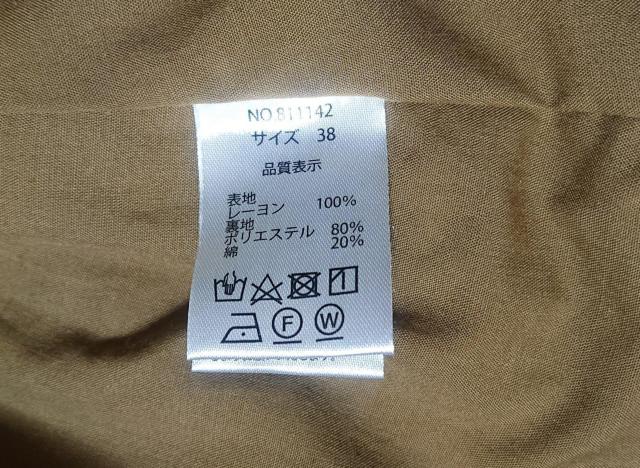 NO.811142
サイズ 38
品質表示
表地
レーヨン 100%
裏地
ポリエステル 80%
綿 20%
F W